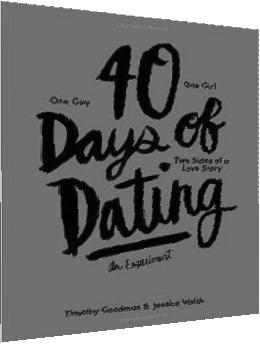 40
One Guy
One Girl
Days of
Two Sides of a
Love Story
Dating
An Experiment
Timothy Goodman & Jessica Walsh